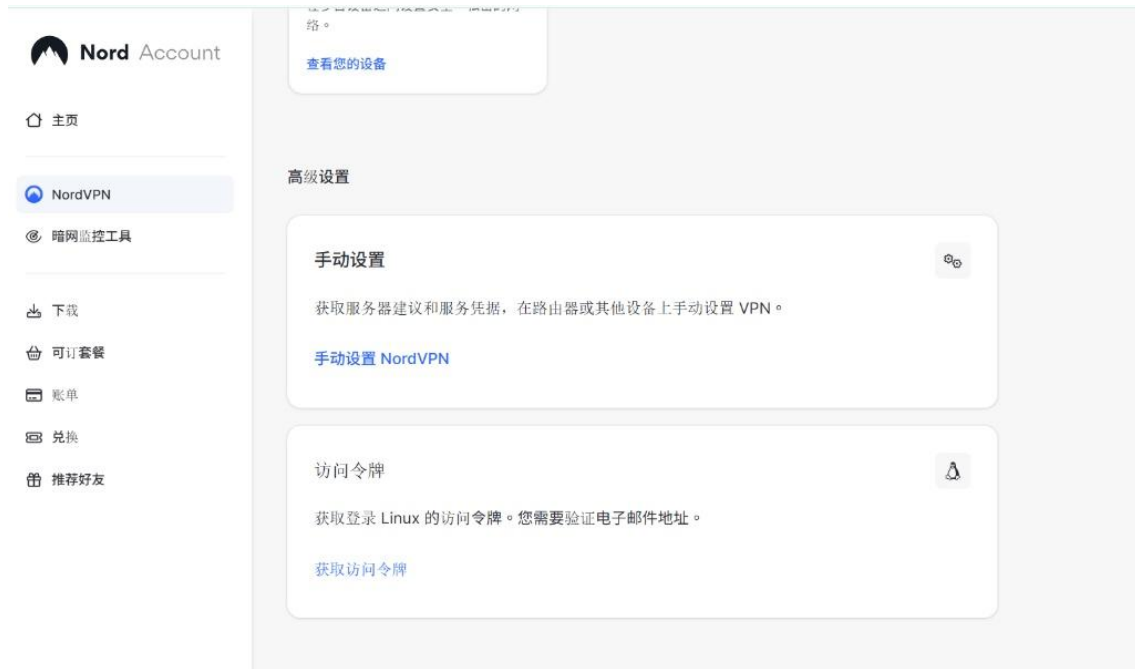 络。
查看您的设备
Nord Account
主页
NordVPN
暗网监控工具
下载
可订套餐
账单
兑换
推荐好友
高级设置
手动设置
获取服务器建议和服务凭据，在路由器或其他设备上手动设置 VPN。
手动设置 NordVPN
访问令牌
获取登录 Linux 的访问令牌。您需要验证电子邮件地址。
获取访问令牌